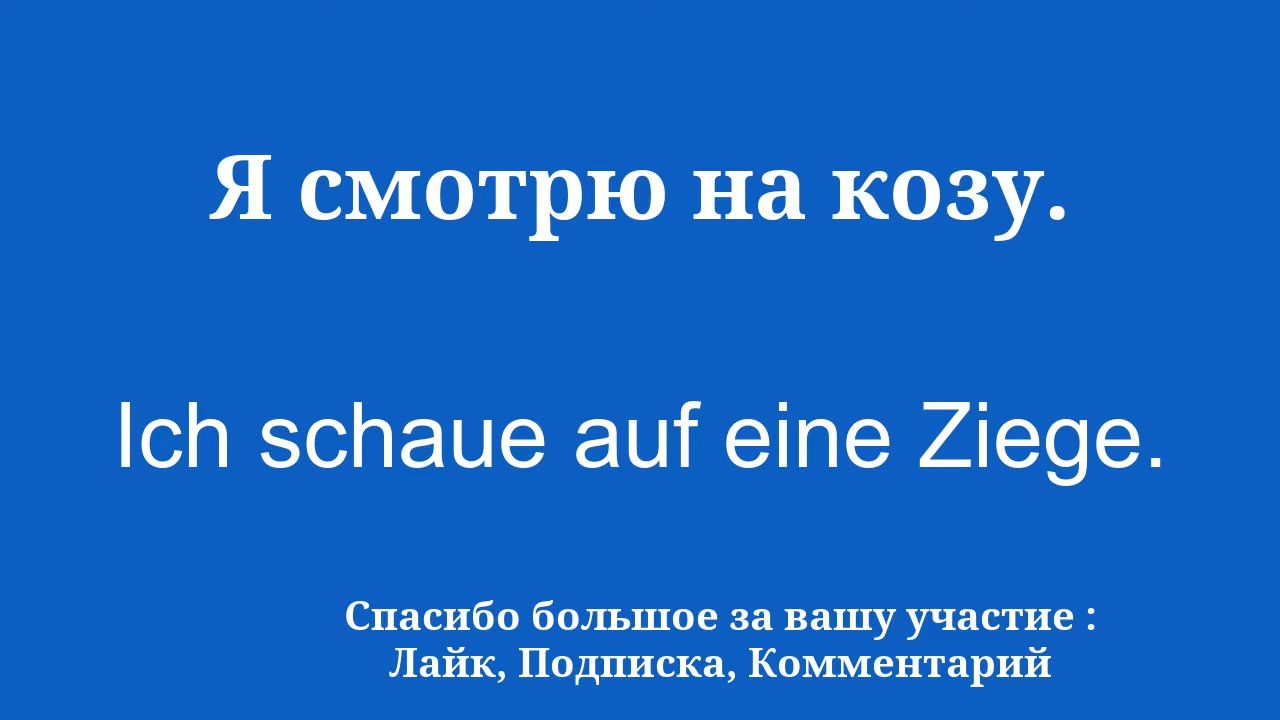 Я смотрю на козу.
Ich schaue auf eine Ziege.
Спасибо большое за вашу участие :
Лайк, Подписка, Комментарий